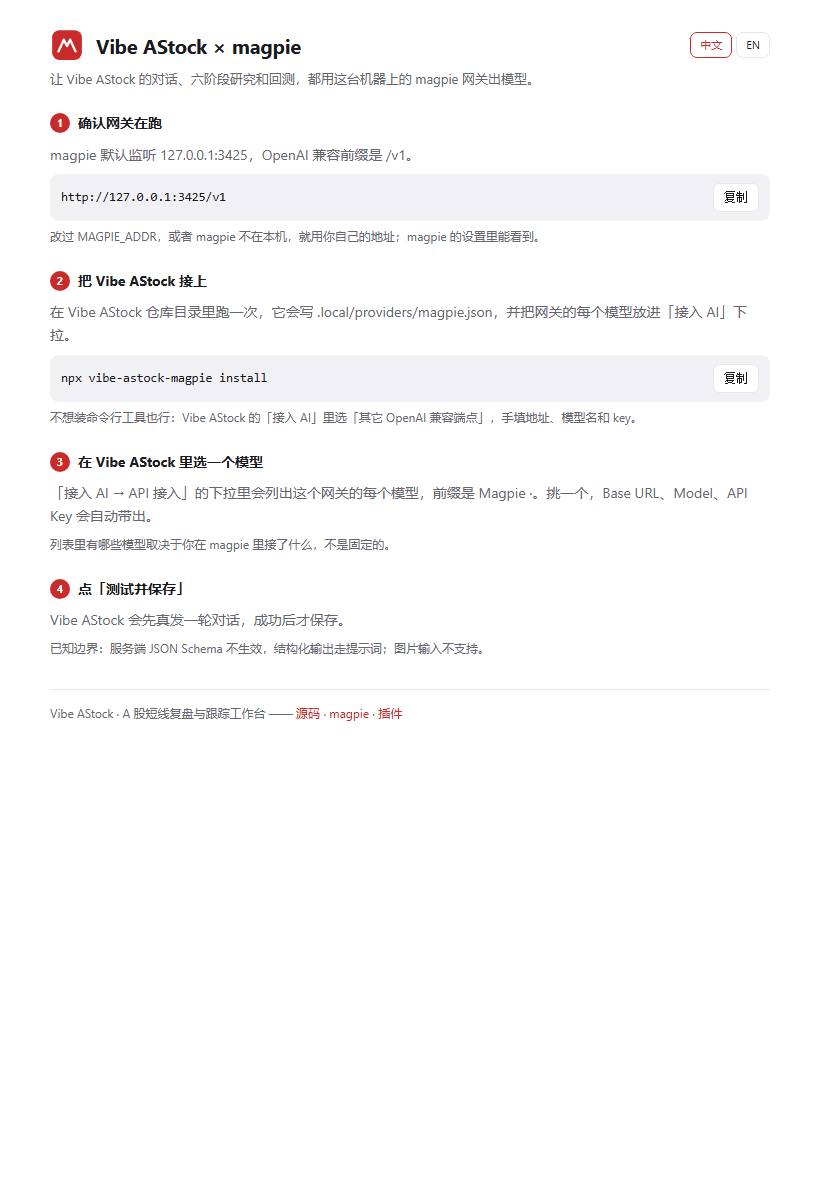 Vibe AStock × magpie
中文
EN
让 Vibe AStock 的对话、六阶段研究和回测，都用这台机器上的 magpie 网关出模型。
1 确认网关在跑
magpie 默认监听 127.0.0.1:3425，OpenAI 兼容前缀是 /v1。
http://127.0.0.1:3425/v1
复制
改过 MAGPIE_ADDR，或者 magpie 不在本机，就用你自己的地址；magpie 的设置里能看到。
2 把 Vibe AStock 接上
在 Vibe AStock 仓库目录里跑一次，它会写 .local/providers/magpie.json，并把网关的每个模型放进「接入 AI」下
拉。
npx vibe-astock-magpie install
复制
不想装命令行工具也行：Vibe AStock 的「接入 AI」里选「其它 OpenAI 兼容端点」，手填地址、模型名和 key。
3 在 Vibe AStock 里选一个模型
「接入 AI → API 接入」的下拉里会列出这个网关的每个模型，前缀是 Magpie ·。挑一个，Base URL、Model、API
Key 会自动带出。
列表里有哪些模型取决于你在 magpie 里接了什么，不是固定的。
4 点「测试并保存」
Vibe AStock 会先真发一轮对话，成功后才保存。
已知边界：服务端 JSON Schema 不生效，结构化输出走提示词；图片输入不支持。
Vibe AStock · A 股短线复盘与跟踪工作台 —— 源码 · magpie · 插件